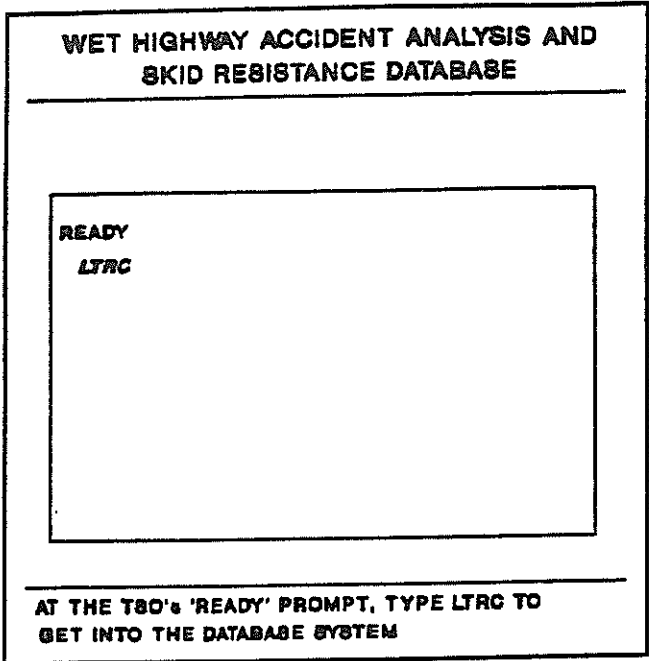 WET HIGHWAY ACCIDENT ANALYSIS AND
SKID RESISTANCE DATABASE
READY
LTRC
AT THE TSO's 'READY' PROMPT, TYPE LTRC TO
GET INTO THE DATABASE SYSTEM